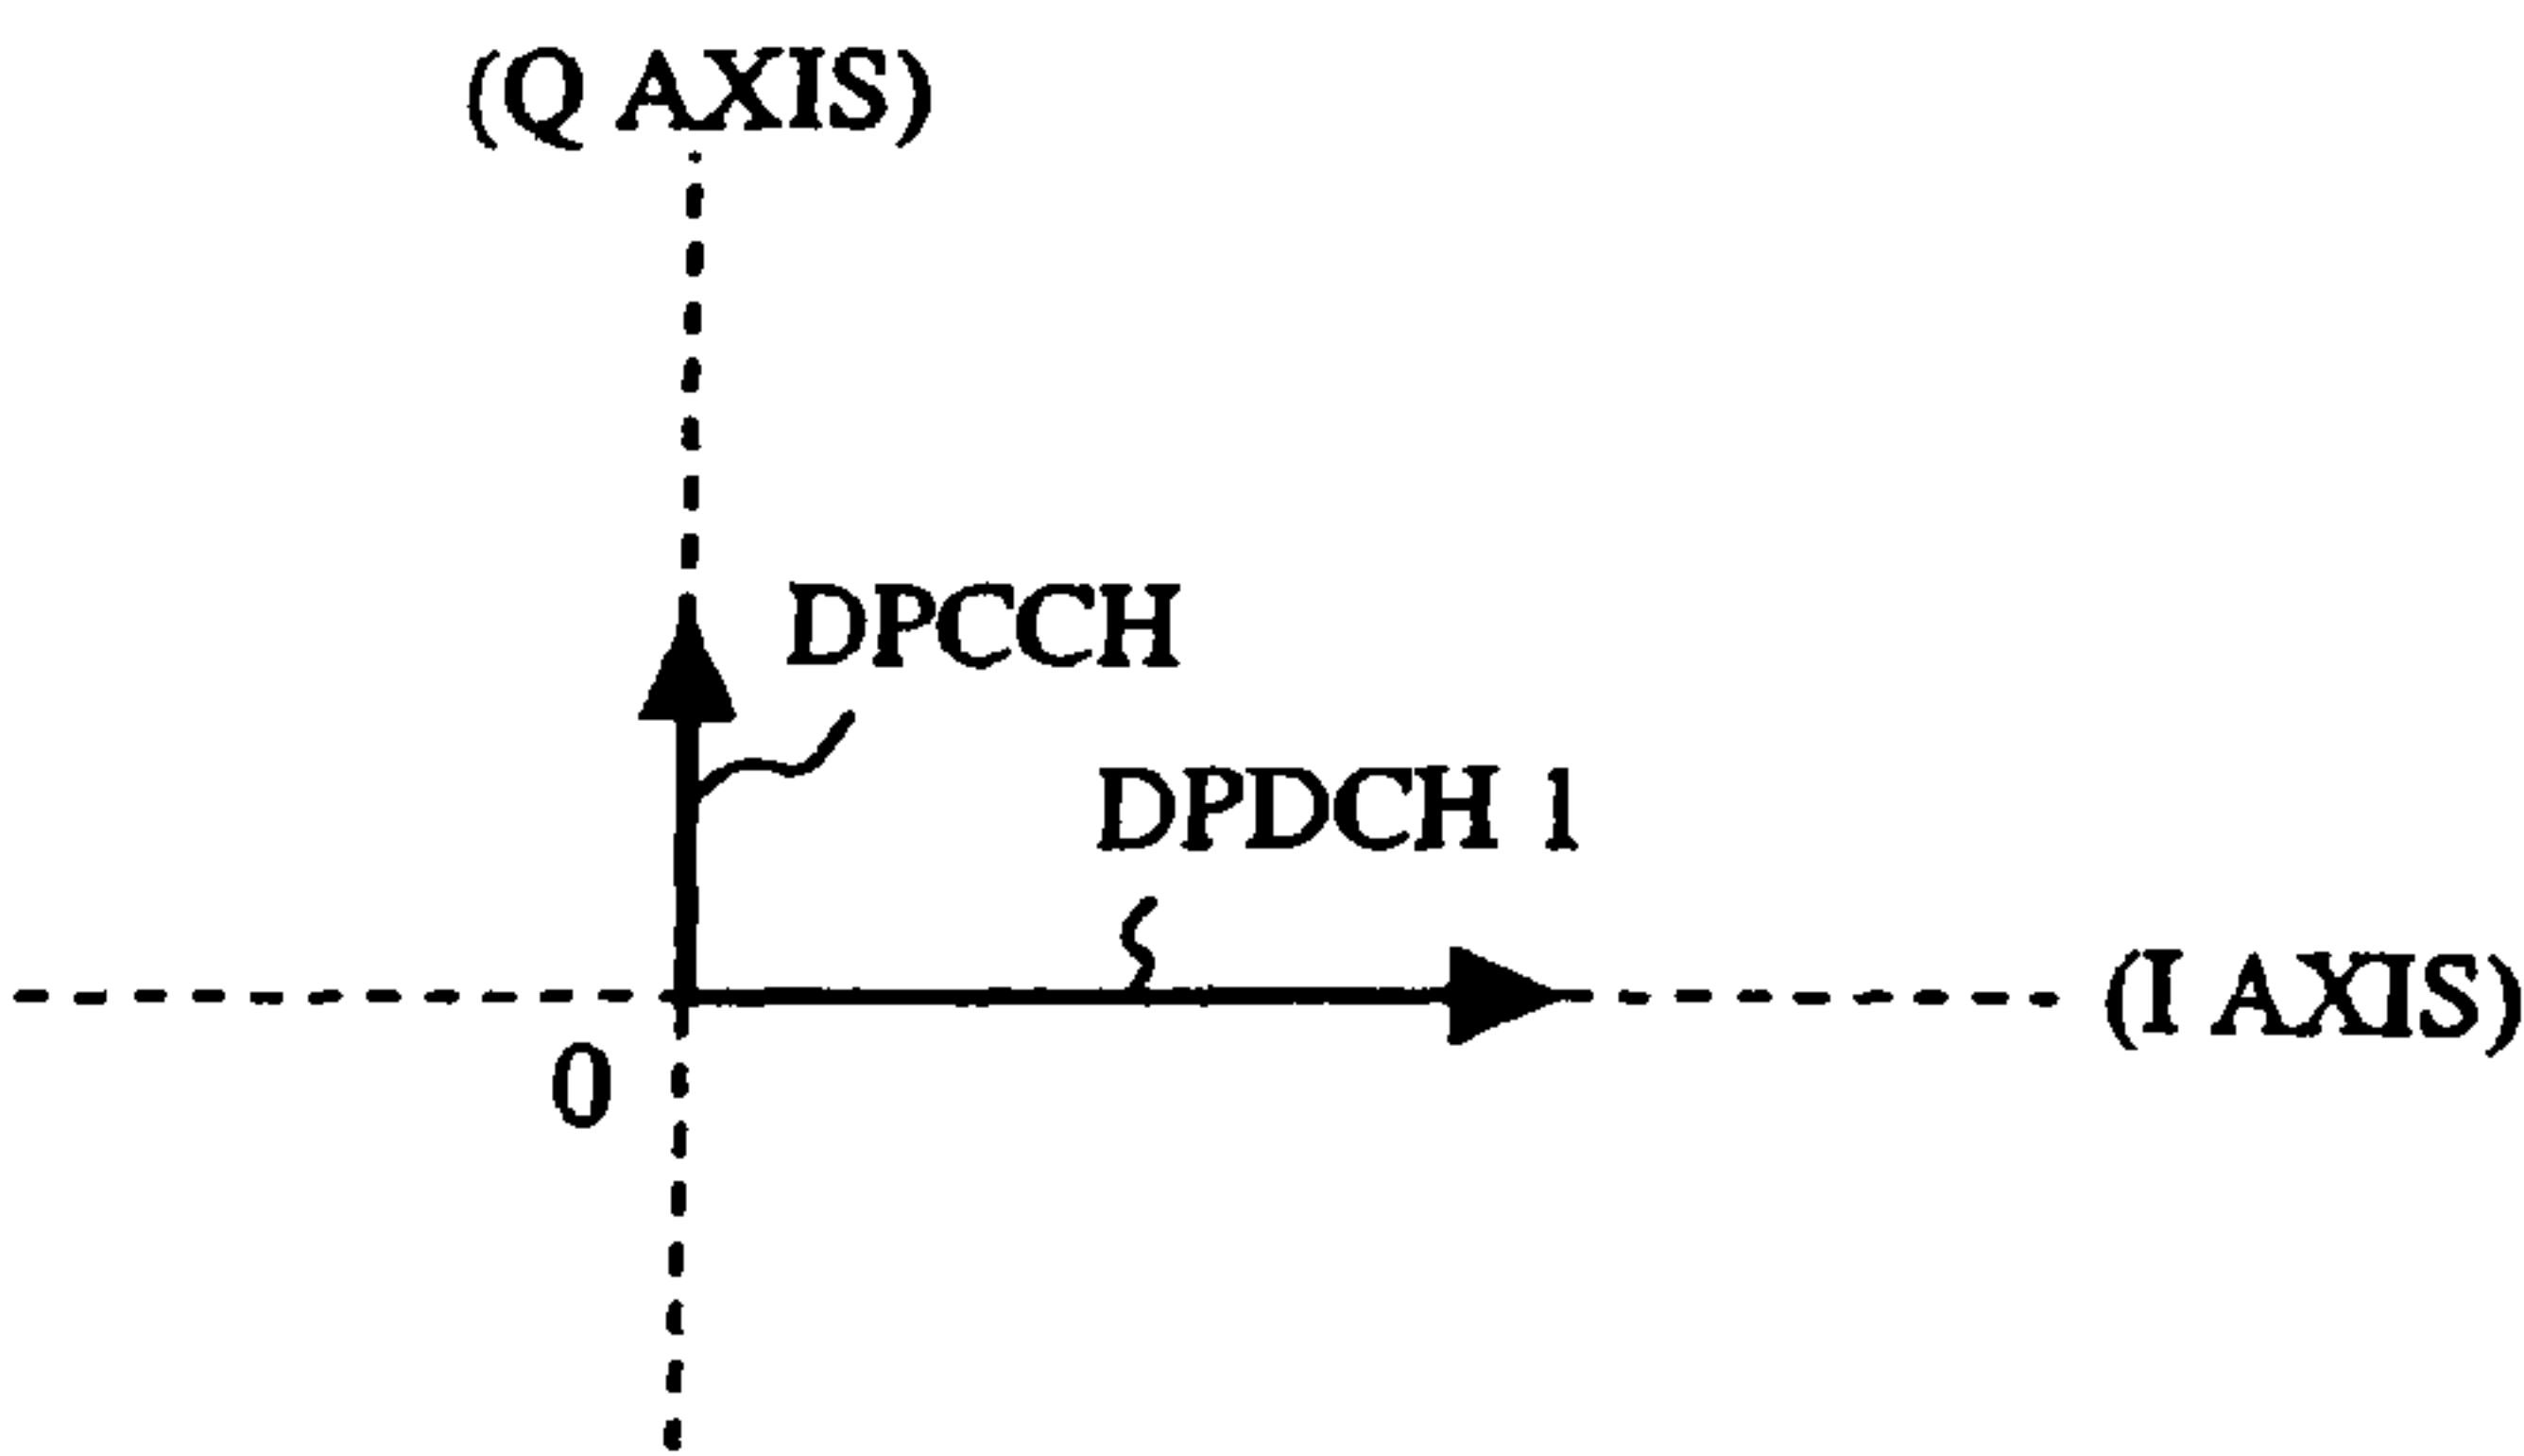 (Q AXIS)
DPCCH
DPDCH 1
(I AXIS)
0